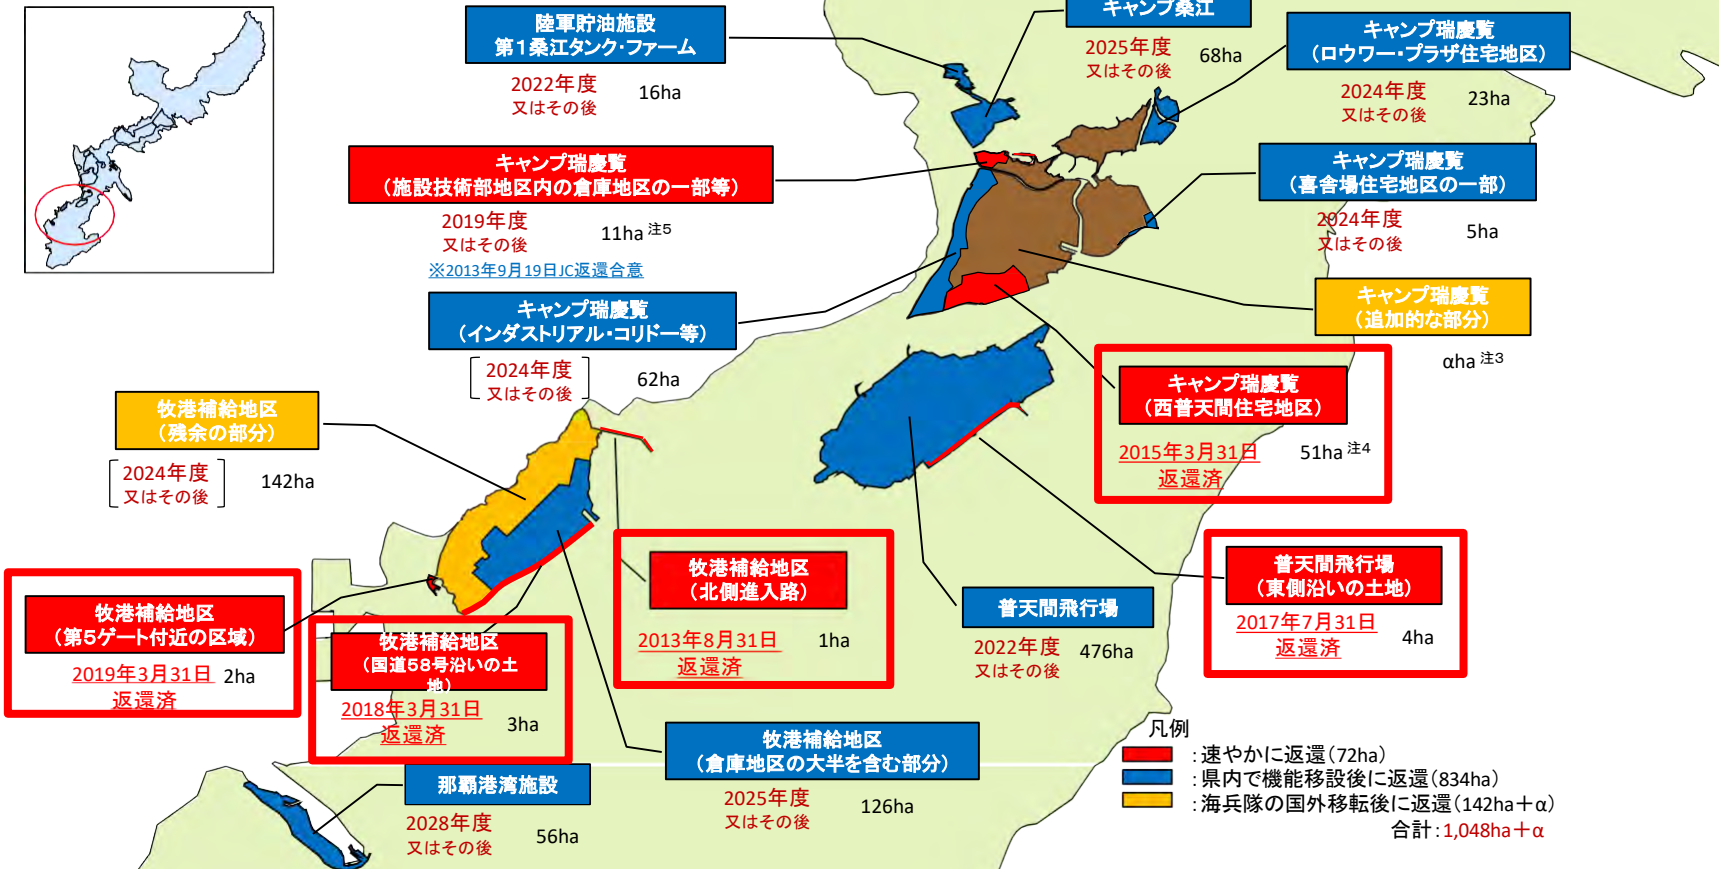 陸軍貯油施設
第1桑江タンク・ファーム
2022年度
又はその後
16ha
キャンプ桑江
2025年度
又はその後
68ha
キャンプ瑞慶覧
(ロウワー・プラザ住宅地区)
2024年度
又はその後
23ha
キャンプ瑞慶覧
(施設技術部地区内の倉庫地区の一部等)
2019年度
又はその後
11ha 注5
※2013年9月19日JC返還合意
キャンプ瑞慶覧
(喜舎場住宅地区の一部)
2024年度
又はその後
5ha
キャンプ瑞慶覧
(インダストリアル・コリドー等)
2024年度
又はその後
62ha
キャンプ瑞慶覧
(追加的な部分)
αha 注3
キャンプ瑞慶覧
(西普天間住宅地区)
2015年3月31日
返還済
51ha 注4
牧港補給地区
(残余の部分)
2024年度
又はその後
142ha
牧港補給地区
(北側進入路)
2013年8月31日
返還済
1ha
普天間飛行場
2022年度
又はその後
476ha
普天間飛行場
(東側沿いの土地)
2017年7月31日
返還済
4ha
牧港補給地区
(第5ゲート付近の区域)
2019年3月31日
返還済
2ha
牧港補給地区
(国道58号沿いの土
地)
2018年3月31日
返還済
3ha
牧港補給地区
(倉庫地区の大半を含む部分)
2025年度
又はその後
126ha
那覇港湾施設
2028年度
又はその後
56ha
凡例
:速やかに返還(72ha)
:県内で機能移設後に返還(834ha)
:海兵隊の国外移転後に返還(142ha+α)
合計:1,048ha+α